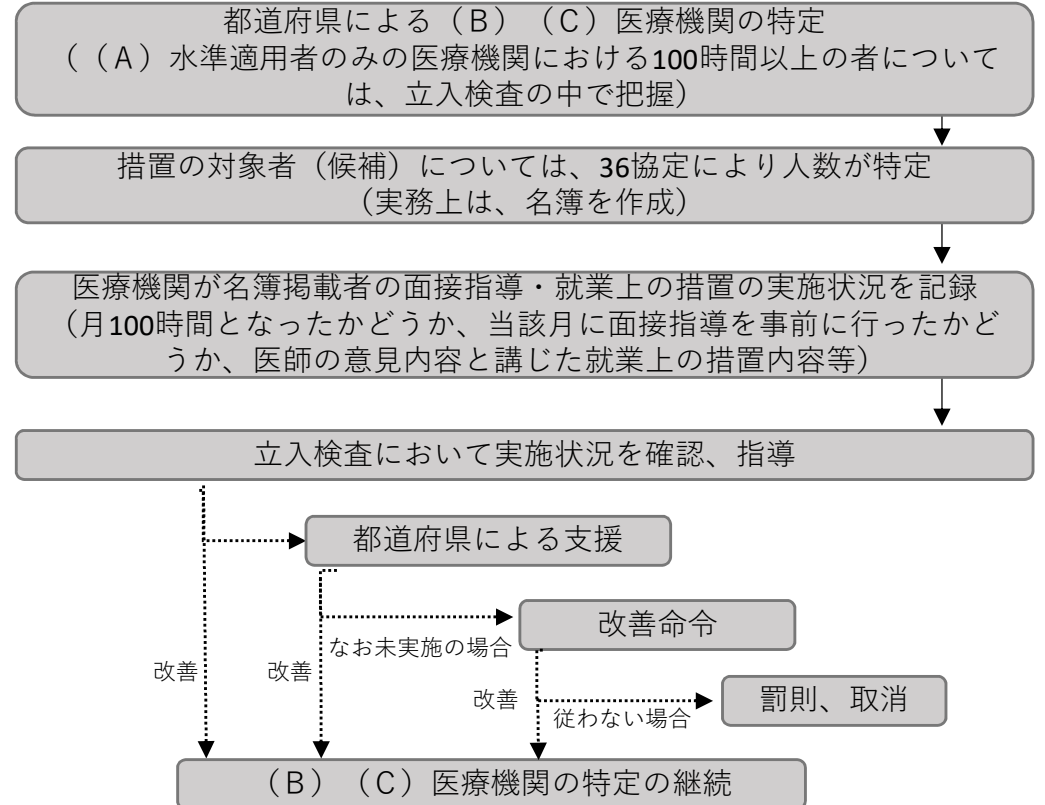 都道府県による（Ｂ）（Ｃ）医療機関の特定
（（Ａ）水準適用者のみの医療機関における100時間以上の者について
は、立入検査の中で把握）
措置の対象者（候補）については、36協定により人数が特定
（実務上は、名簿を作成）
医療機関が名簿掲載者の面接指導・就業上の措置の実施状況を記録
（月100時間となったかどうか、当該月に面接指導を事前に行ったかど
うか、医師の意見内容と講じた就業上の措置内容等）
立入検査において実施状況を確認、指導
都道府県による支援
改善命令
なお未実施の場合
改善
改善
改善
罰則、取消
従わない場合
（Ｂ）（Ｃ）医療機関の特定の継続